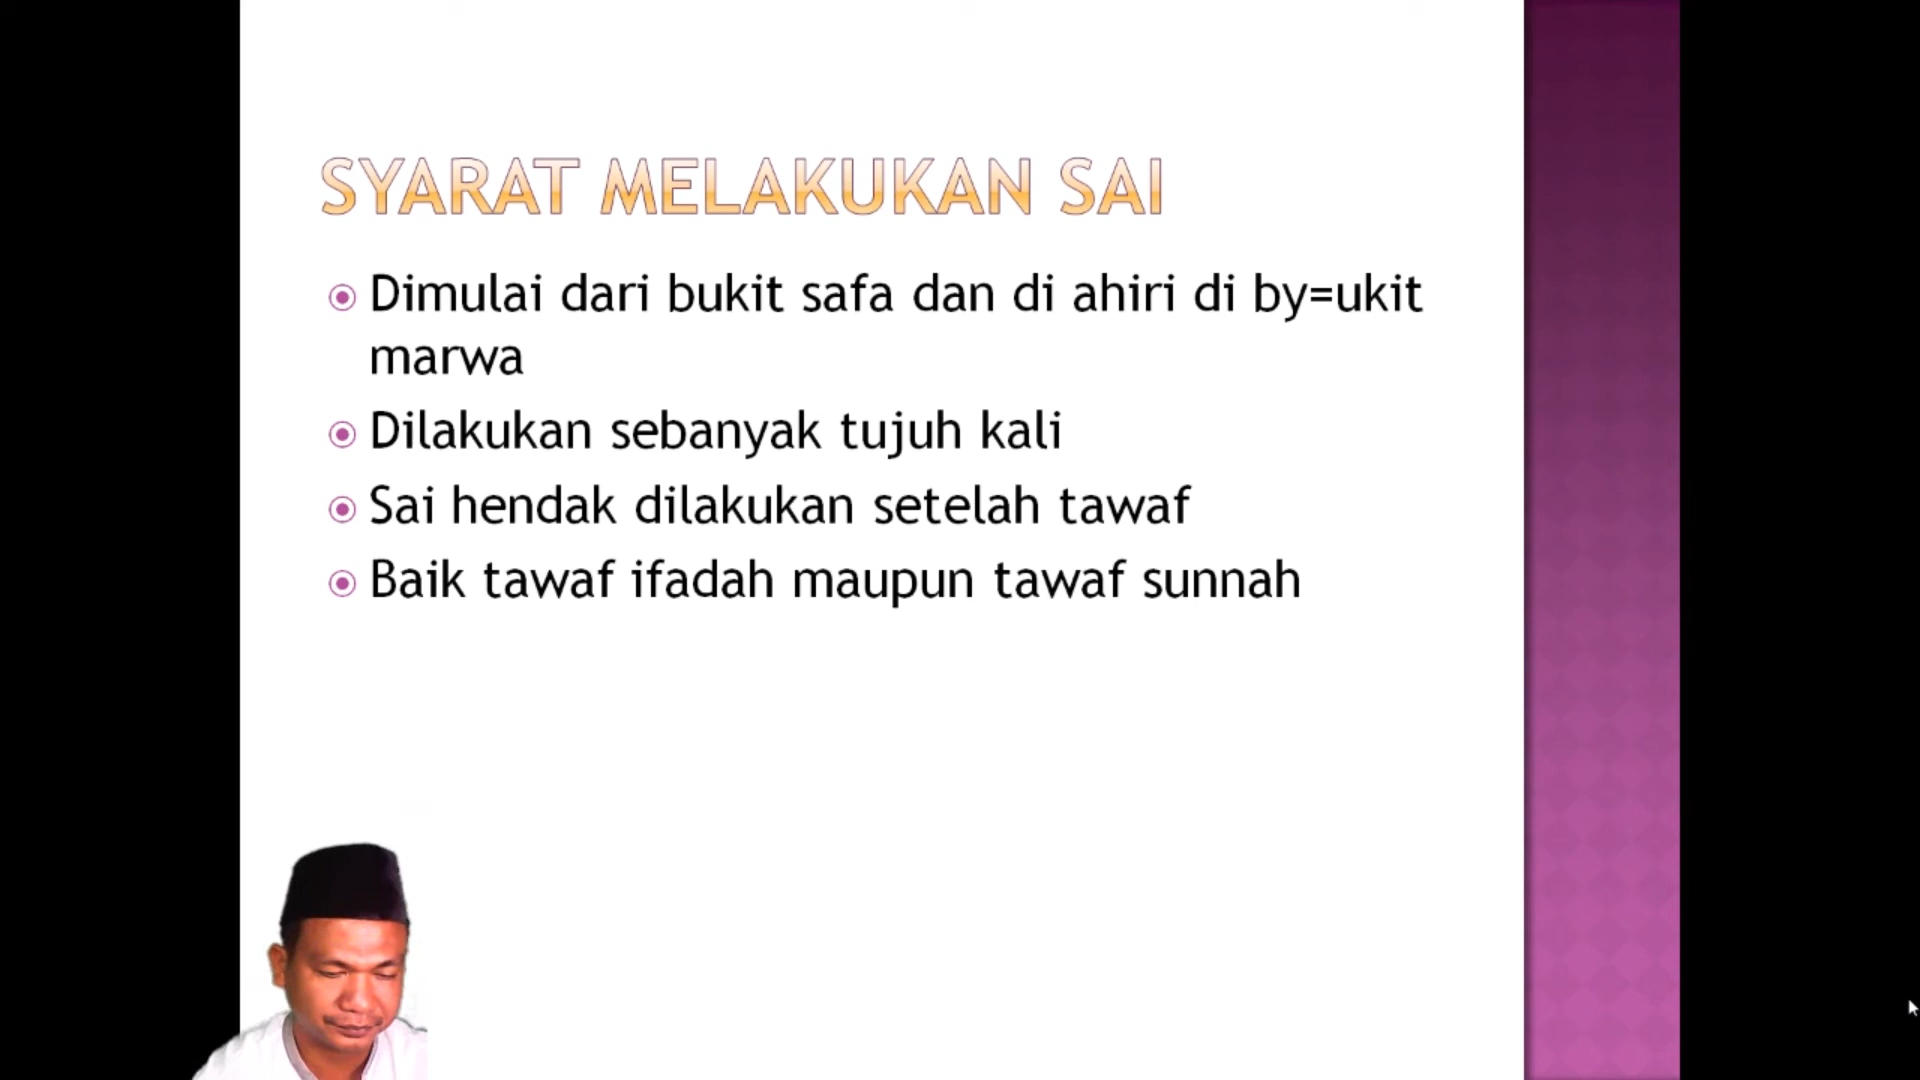 SYARAT MELAKUKAN SAI
Dimulai dari bukit safa dan di ahiri di by=ukit
marwa
Dilakukan sebanyak tujuh kali
Sai hendak dilakukan setelah tawaf
Baik tawaf ifadah maupun tawaf sunnah